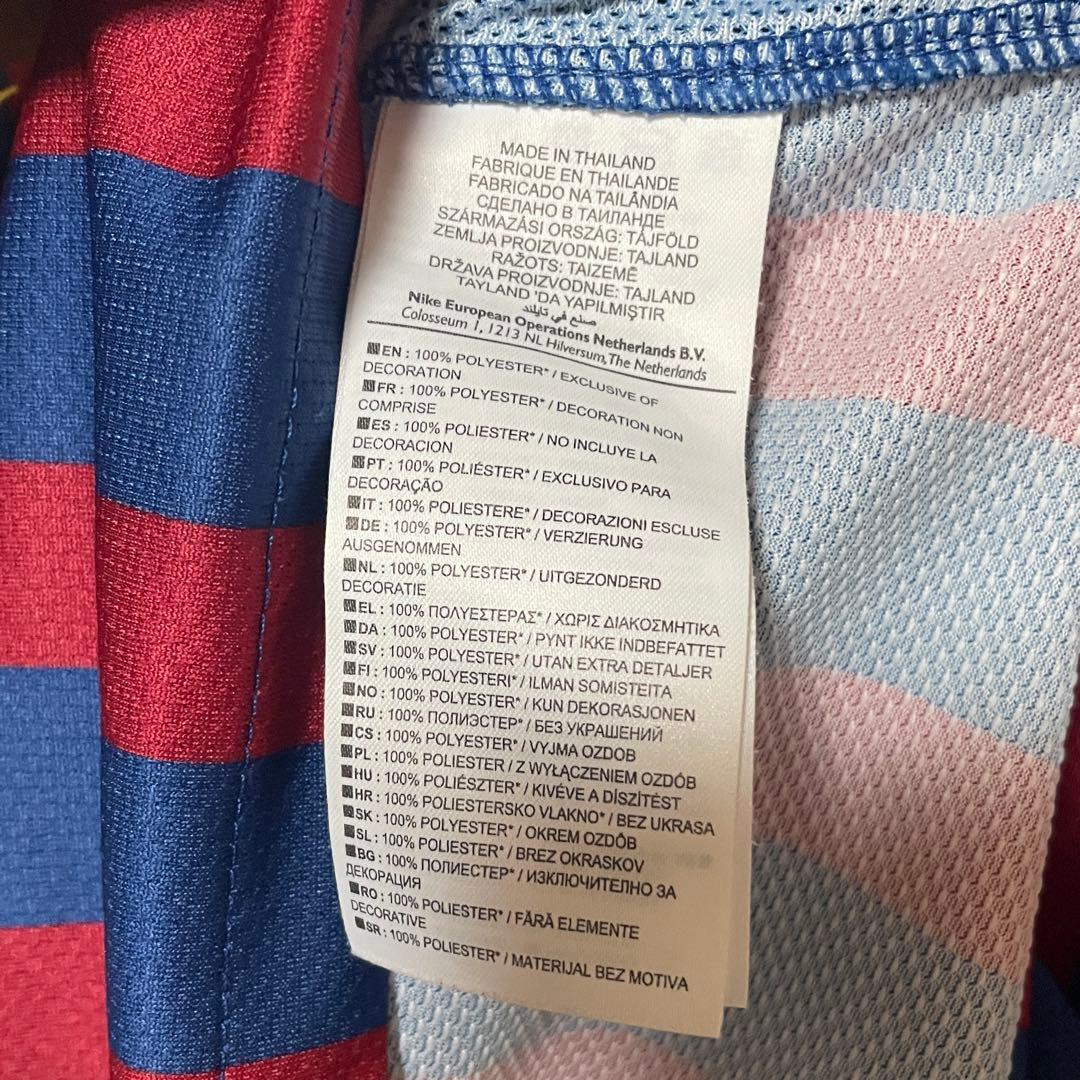 MADE IN THAILAND
FABRIQUE EN THAILANDE
FABRICADO NA TAILÂNDIA
СДЕЛАНО В ТАИЛАНДЕ
SZÁRMAZÁSI ORSZÁG: TÁJFÖLD
ZEMLJA PROIZVODNJE: TAJLAND
RAŽOTS: TAIZEMĒ
DRŽAVA PROIZVODNJE: TAJLAND
TAYLAND 'DA YAPILMIŞTIR
صنع في تايلند
Nike European Operations Netherlands B.V.
Colosseum 1, 1213 NL Hilversum, The Netherlands
EN : 100% POLYESTER* / EXCLUSIVE OF
DECORATION
FR : 100% POLYESTER* / DECORATION NON
COMPRISE
ES : 100% POLIESTER* / NO INCLUYE LA
DECORACION
PT : 100% POLIÉSTER* / EXCLUSIVO PARA
DECORAÇÃO
IT : 100% POLIESTERE* / DECORAZIONI ESCLUSE
DE : 100% POLYESTER* / VERZIERUNG
AUSGENOMMEN
NL : 100% POLYESTER* / UITGEZONDERD
DECORATIE
EL : 100% ΠΟΛΥΕΣΤΕΡΑΣ* / ΧΩΡΙΣ ΔΙΑΚΟΣΜΗΤΙΚΑ
DA : 100% POLYESTER* / PYNT IKKE INDBEFATTET
SV : 100% POLYESTER* / UTAN EXTRA DETALJER
FI : 100% POLYESTERI* / ILMAN SOMISTEITA
NO : 100% POLYESTER* / KUN DEKORASJONEN
RU : 100% ПОЛИЭСТЕР* / БЕЗ УКРАШЕНИЙ
CS : 100% POLYESTER* / VYJMA OZDOB
PL : 100% POLIESTER / Z WYŁĄCZENIEM OZDÓB
HU : 100% POLIÉSZTER* / KIVÉVE A DÍSZÍTÉST
HR : 100% POLIESTERSKO VLAKNO* / BEZ UKRASA
SK : 100% POLYESTER* / OKREM OZDÔB
SL : 100% POLIESTER* / BREZ OKRASKOV
BG : 100% ПОЛИЕСТЕР* / ИЗКЛЮЧИТЕЛНО ЗА
ДЕКОРАЦИЯ
RO : 100% POLIESTER* / FĂRĂ ELEMENTE
DECORATIVE
SR : 100% POLIESTER* / MATERIJAL BEZ MOTIVA